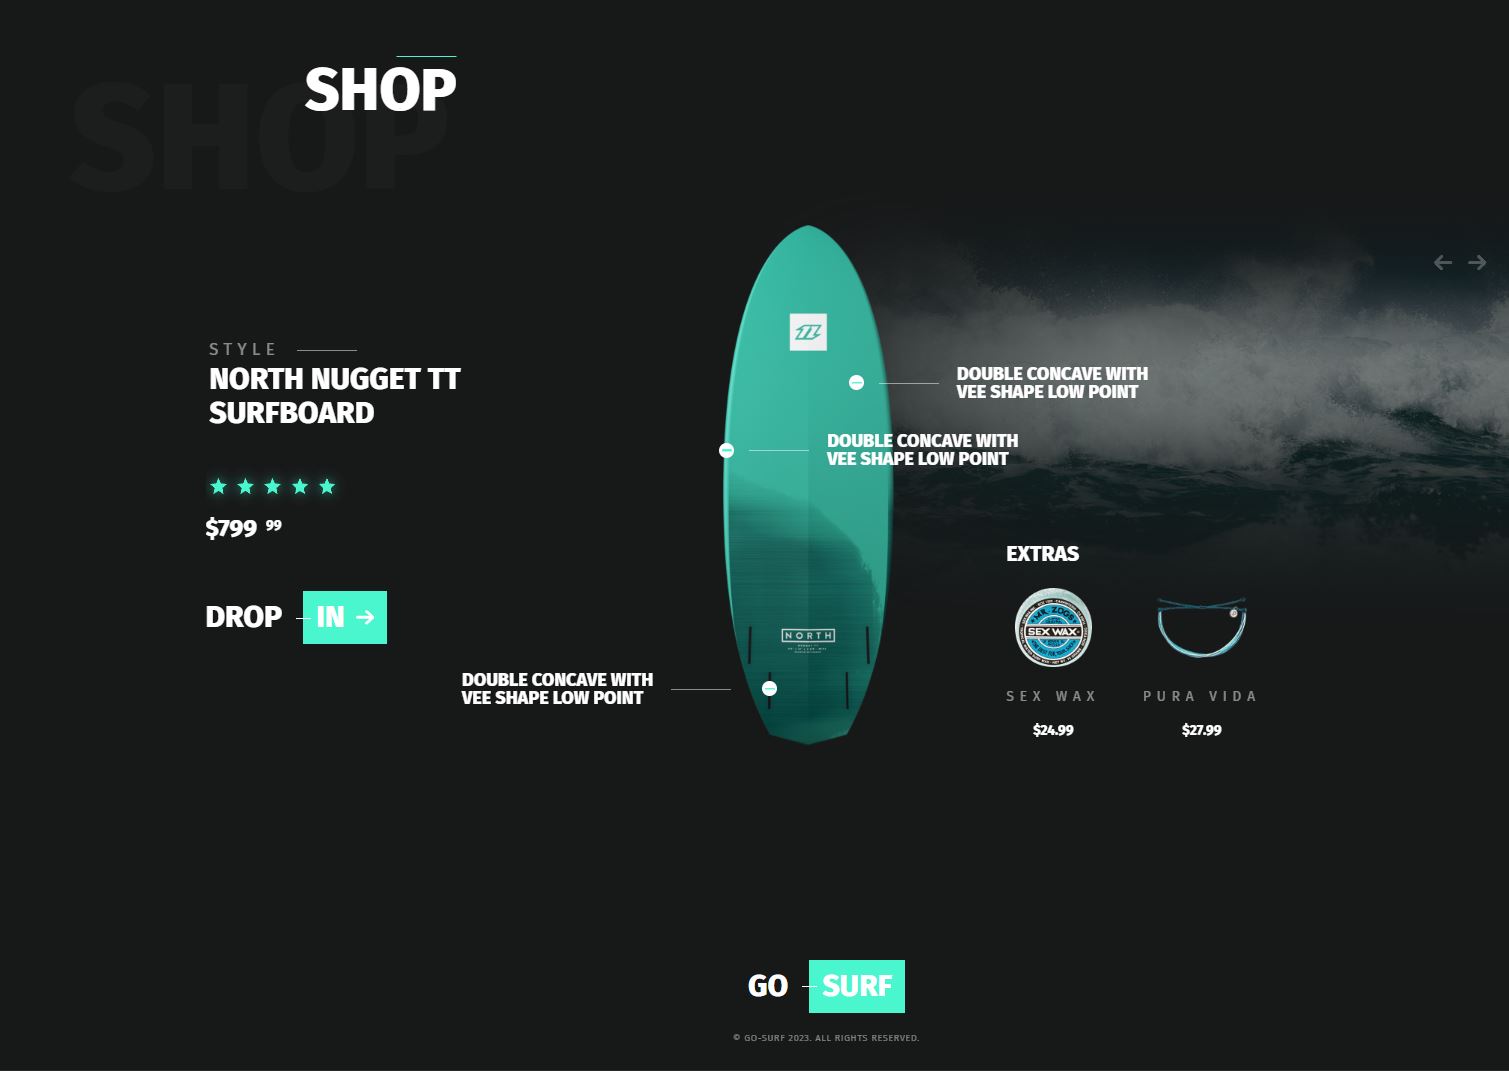 SHOP
SHOP
STYLE
NORTH NUGGET TT
SURFBOARD
$799 99
DROP IN
DOUBLE CONCAVE WITH
VEE SHAPE LOW POINT
DOUBLE CONCAVE WITH
VEE SHAPE LOW POINT
DOUBLE CONCAVE WITH
VEE SHAPE LOW POINT
NORTH
EXTRAS
MR. ZOGS
SEX WAX
SEX WAX
$24.99
PURA VIDA
$27.99
GO SURF
© GO-SURF 2023. ALL RIGHTS RESERVED.